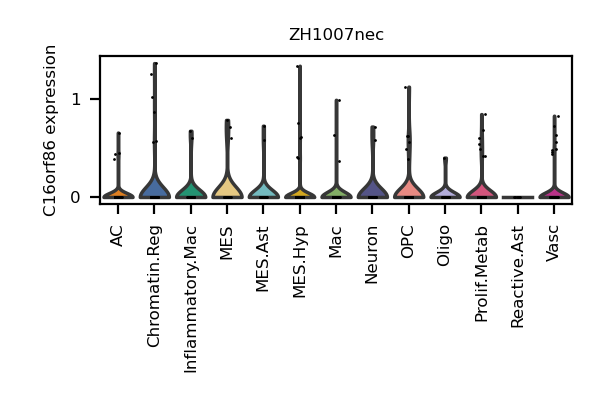 ZH1007nec
C16orf86 expression
1
0
AC
Chromatin.Reg
Inflammatory.Mac
MES
MES.Ast
MES.Hyp
Mac
Neuron
OPC
Oligo
Prolif.Metab
Reactive.Ast
Vasc